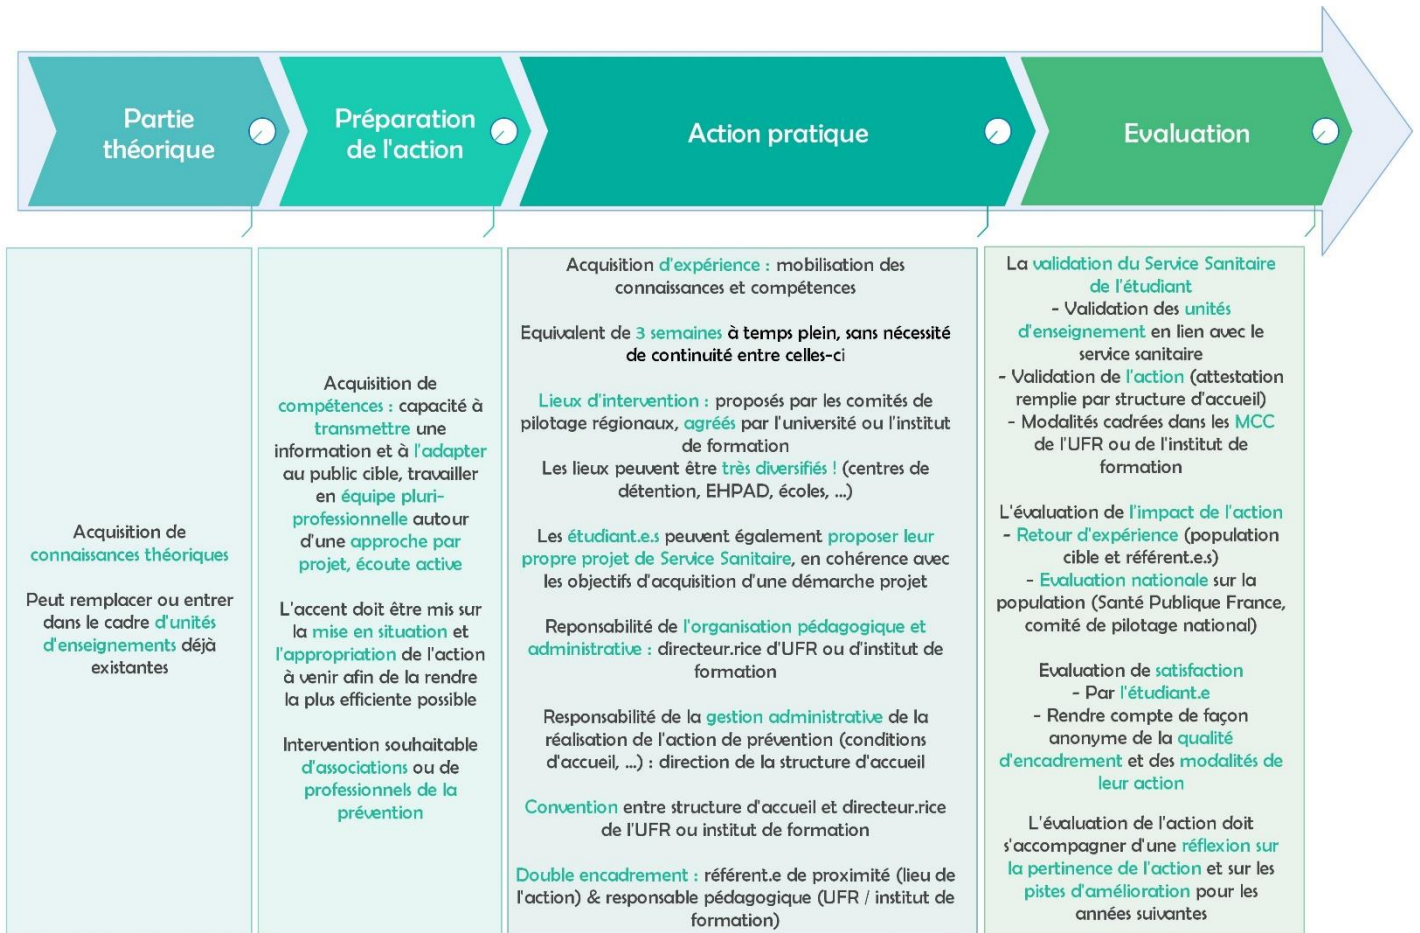 Partie
théorique
Préparation
de l'action
Action pratique
Evaluation
Acquisition de
connaissances théoriques
Peut remplacer ou entrer
dans le cadre d'unités
d'enseignements déjà
existantes
Acquisition de
compétences : capacité à
transmettre une
information et à l'adapter
au public cible, travailler
en équipe pluri-
professionnelle autour
d'une approche par
projet, écoute active
L'accent doit être mis sur
la mise en situation et
l'appropriation de l'action
à venir afin de la rendre
la plus efficiente possible
Intervention souhaitable
d'associations ou de
professionnels de la
prévention
Acquisition d'expérience : mobilisation des
connaissances et compétences
Equivalent de 3 semaines à temps plein, sans nécessité
de continuité entre celles-ci
Lieux d'intervention : proposés par les comités de
pilotage régionaux, agréés par l'université ou l'institut
de formation
Les lieux peuvent être très diversifiés ! (centres de
détention, EHPAD, écoles, ...)
Les étudiant.e.s peuvent également proposer leur
propre projet de Service Sanitaire, en cohérence avec
les objectifs d'acquisition d'une démarche projet
Reponsabilité de l'organisation pédagogique et
administrative : directeur.rice d'UFR ou d'institut de
formation
Responsabilité de la gestion administrative de la
réalisation de l'action de prévention (conditions
d'accueil, ...) : direction de la structure d'accueil
Convention entre structure d'accueil et directeur.rice
de l'UFR ou institut de formation
Double encadrement : référent.e de proximité (lieu de
l'action) & responsable pédagogique (UFR / institut de
formation)
La validation du Service Sanitaire
de l'étudiant
- Validation des unités
d'enseignement en lien avec le
service sanitaire
- Validation de l'action (attestation
remplie par structure d'accueil)
- Modalités cadrées dans les MCC
de l'UFR ou de l'institut de
formation
L'évaluation de l'impact de l'action
- Retour d'expérience (population
cible et référent.e.s)
- Evaluation nationale sur la
population (Santé Publique France,
comité de pilotage national)
Evaluation de satisfaction
- Par l'étudiant.e
- Rendre compte de façon
anonyme de la qualité
d'encadrement et des modalités de
leur action
L'évaluation de l'action doit
s'accompagner d'une réflexion sur
la pertinence de l'action et sur les
pistes d'amélioration pour les
années suivantes